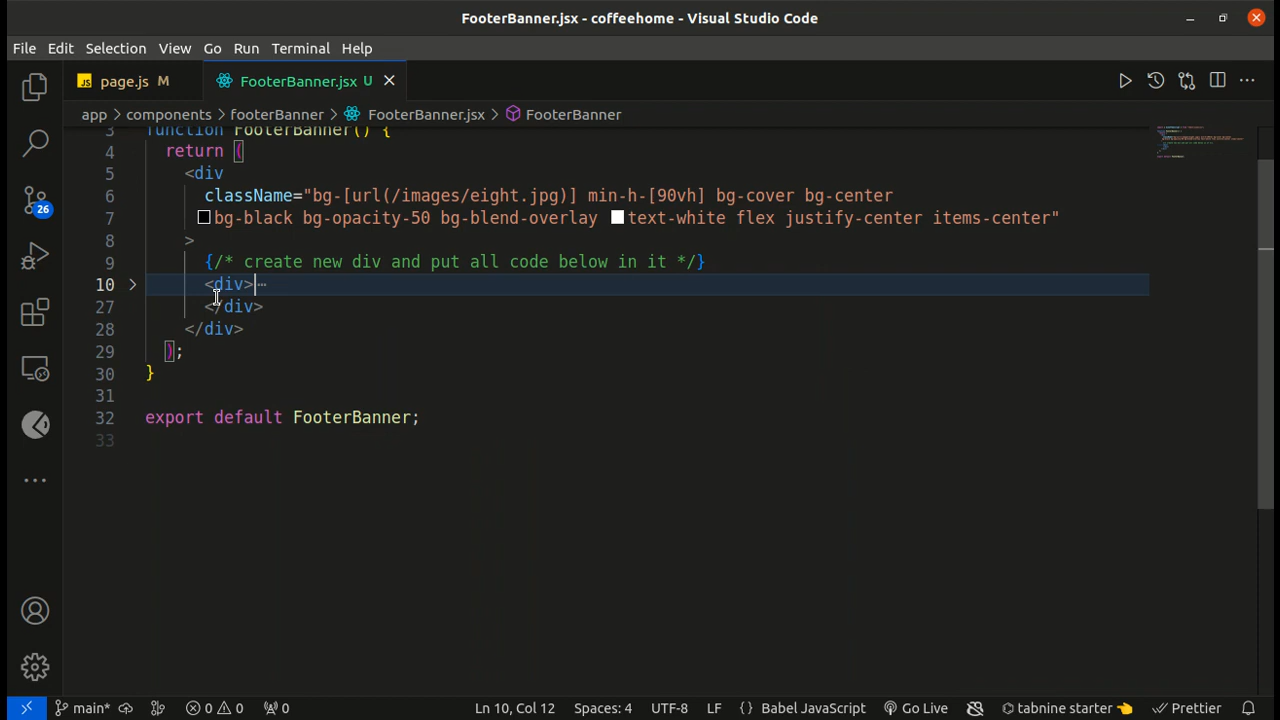 FooterBanner.jsx - coffeehome - Visual Studio Code
File Edit Selection View Go Run Terminal Help
JS page.js M FooterBanner.jsx U
app > components > footerBanner > FooterBanner.jsx > FooterBanner
3 function FooterBanner() {
4 return (
5 <div
6 className="bg-[url(/images/eight.jpg)] min-h-[90vh] bg-cover bg-center
7 bg-black bg-opacity-50 bg-blend-overlay text-white flex justify-center items-center"
8 >
9 {/* create new div and put all code below in it */}
10 <div>⋯
27 </div>
28 </div>
29 );
30 }
31
32 export default FooterBanner;
33
26
main* 0 0 0 Ln 10, Col 12 Spaces: 4 UTF-8 LF {} Babel JavaScript Go Live tabnine starter 👈 Prettier